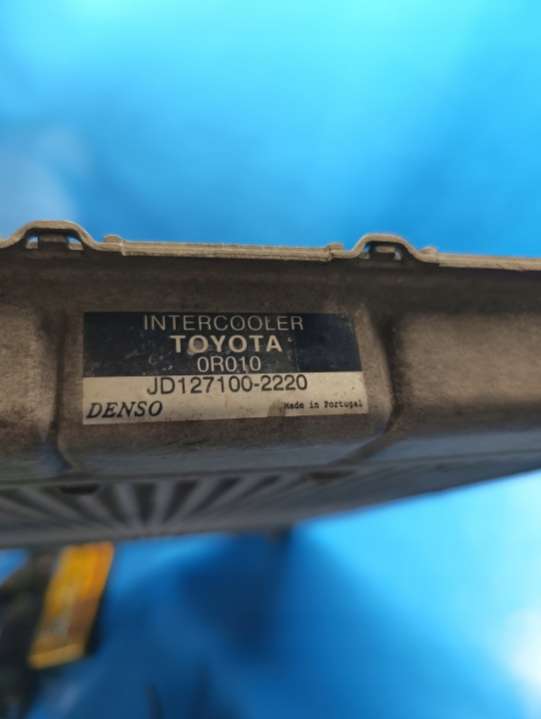 INTERCOOLER
TOYOTA
0R010
JD127100-2220
DENSO Made in Portugal